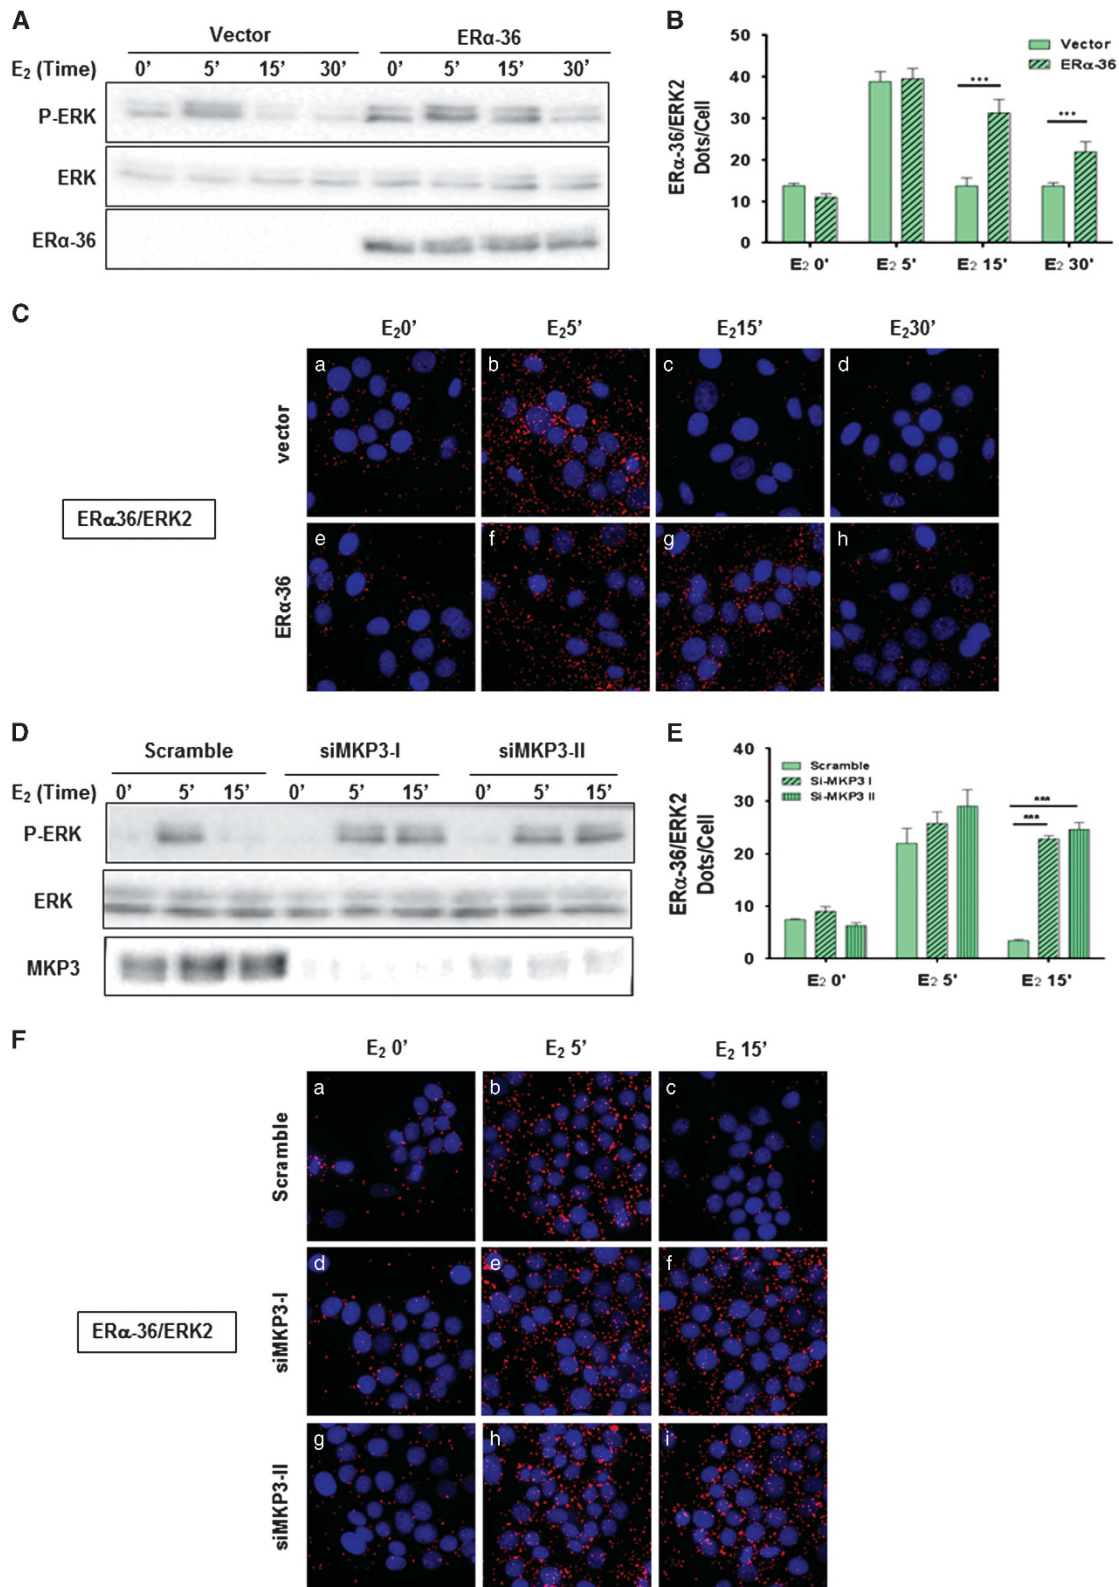 A
Vector
ERα-36
E2 (Time)
0' 5' 15' 30' 0' 5' 15' 30'
P-ERK
ERK
ERα-36
B
50
40
30
20
10
0
ERα-36/ERK2
Dots/Cell
Vector
ERα-36
***
***
E2 0' E2 5' E2 15' E2 30'
C
E20' E25' E215' E230'
a b c d
vector
ERα36/ERK2
e f g h
ERα-36
D
Scramble siMKP3-I siMKP3-II
E2 (Time)
0' 5' 15' 0' 5' 15' 0' 5' 15'
P-ERK
ERK
MKP3
E
40
30
20
10
0
ERα-36/ERK2
Dots/Cell
Scramble
Si-MKP3 I
Si-MKP3 II
***
***
E2 0' E2 5' E2 15'
F
E2 0' E2 5' E2 15'
a b c
Scramble
d e f
siMKP3-I
ERα-36/ERK2
g h i
siMKP3-II